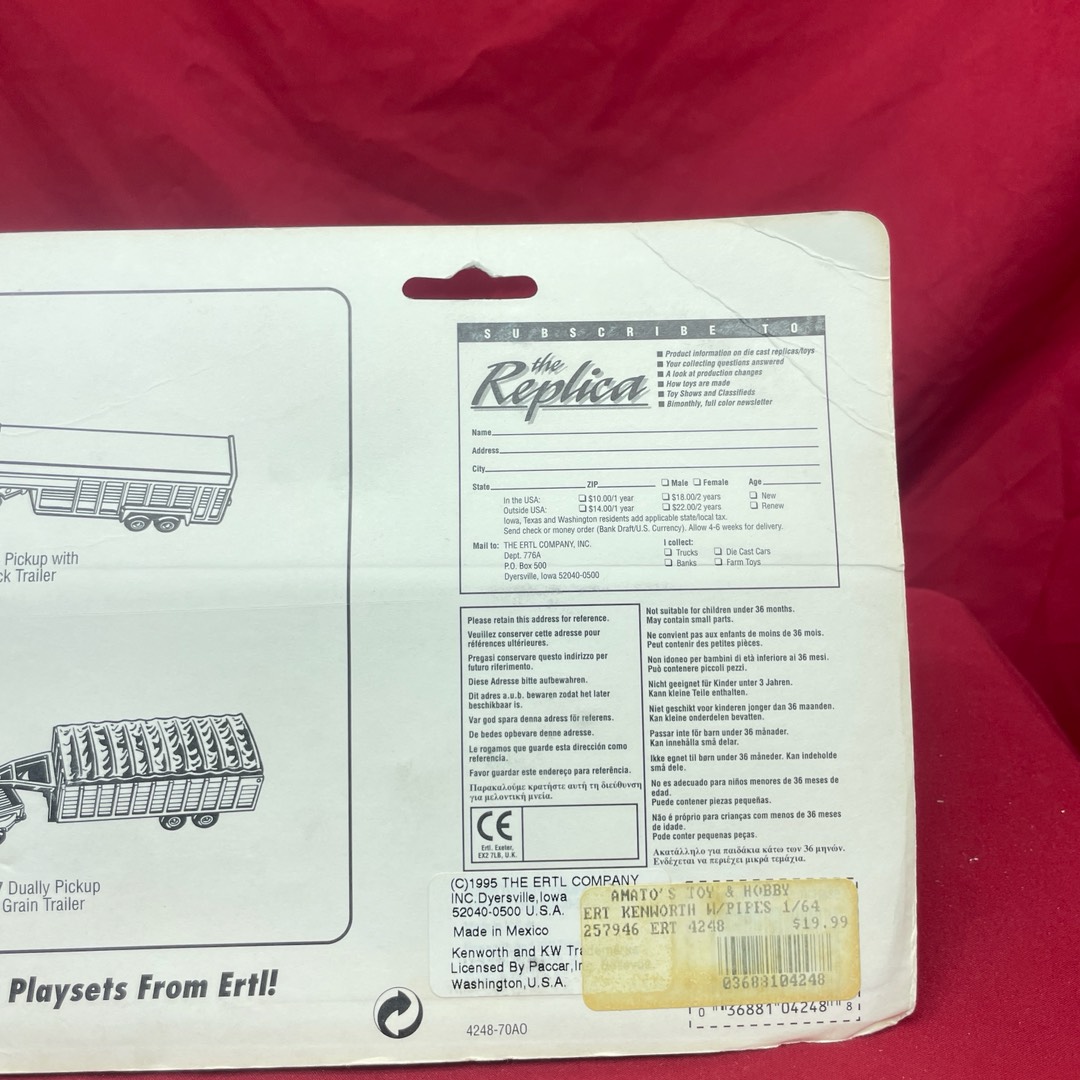 Pickup with
ck Trailer
Dually Pickup
Grain Trailer
Playsets From Ertl!
SUBSCRIBE TO
the
Replica
Product information on die cast replicas/toys
Your collecting questions answered
A look at production changes
How toys are made
Toy Shows and Classifieds
Bimonthly, full color newsletter
Name
Address
City
State ZIP Male Female Age
In the USA: $10.00/1 year $18.00/2 years New
Outside USA: $14.00/1 year $22.00/2 years Renew
Iowa, Texas and Washington residents add applicable state/local tax.
Send check or money order (Bank Draft/U.S. Currency). Allow 4-6 weeks for delivery.
Mail to: THE ERTL COMPANY, INC.
Dept. 776A
P.O. Box 500
Dyersville, Iowa 52040-0500
I collect:
Trucks Die Cast Cars
Banks Farm Toys
Please retain this address for reference.
Veuillez conserver cette adresse pour
références ultérieures.
Pregasi conservare questo indirizzo per
futuro riferimento.
Diese Adresse bitte aufbewahren.
Dit adres a.u.b. bewaren zodat het later
beschikbaar is.
Var god spara denna adress för referens.
De bedes opbevare denne adresse.
Le rogamos que guarde esta dirección como
referencia.
Favor guardar este endereço para referência.
Παρακαλούμε κρατήστε αυτή τη διεύθυνση
για μελοντική μνεία.
CE
Ertl, Exeter,
EX2 7LB, U.K.
Not suitable for children under 36 months.
May contain small parts.
Ne convient pas aux enfants de moins de 36 mois.
Peut contenir des petites pièces.
Non idoneo per bambini di età inferiore ai 36 mesi.
Può contenere piccoli pezzi.
Nicht geeignet für Kinder unter 3 Jahren.
Kann kleine Teile enthalten.
Niet geschikt voor kinderen jonger dan 36 maanden.
Kan kleine onderdelen bevatten.
Passar inte för barn under 36 månader.
Kan innehålla små delar.
Ikke egnet til børn under 36 måneder. Kan indeholde
små dele.
No es adecuado para niños menores de 36 meses de
edad.
Puede contener piezas pequeñas.
Não é próprio para crianças com menos de 36 meses
de idade.
Pode conter pequenas peças.
Ακατάλληλο για παιδάκια κάτω των 36 μηνών.
Ενδέχεται να περιέχει μικρά τεμάχια.
(C)1995 THE ERTL COMPANY
INC.Dyersville,Iowa
52040-0500 U.S.A.
Made in Mexico
Kenworth and KW Tra
Licensed By Paccar,In
Washington,U.S.A.
AMATO'S TOY & HOBBY
ERT KENWORTH W/PIPES 1/64
257946 ERT 4248 $19.99
03688104248
0 36881 04248 8
4248-70AO